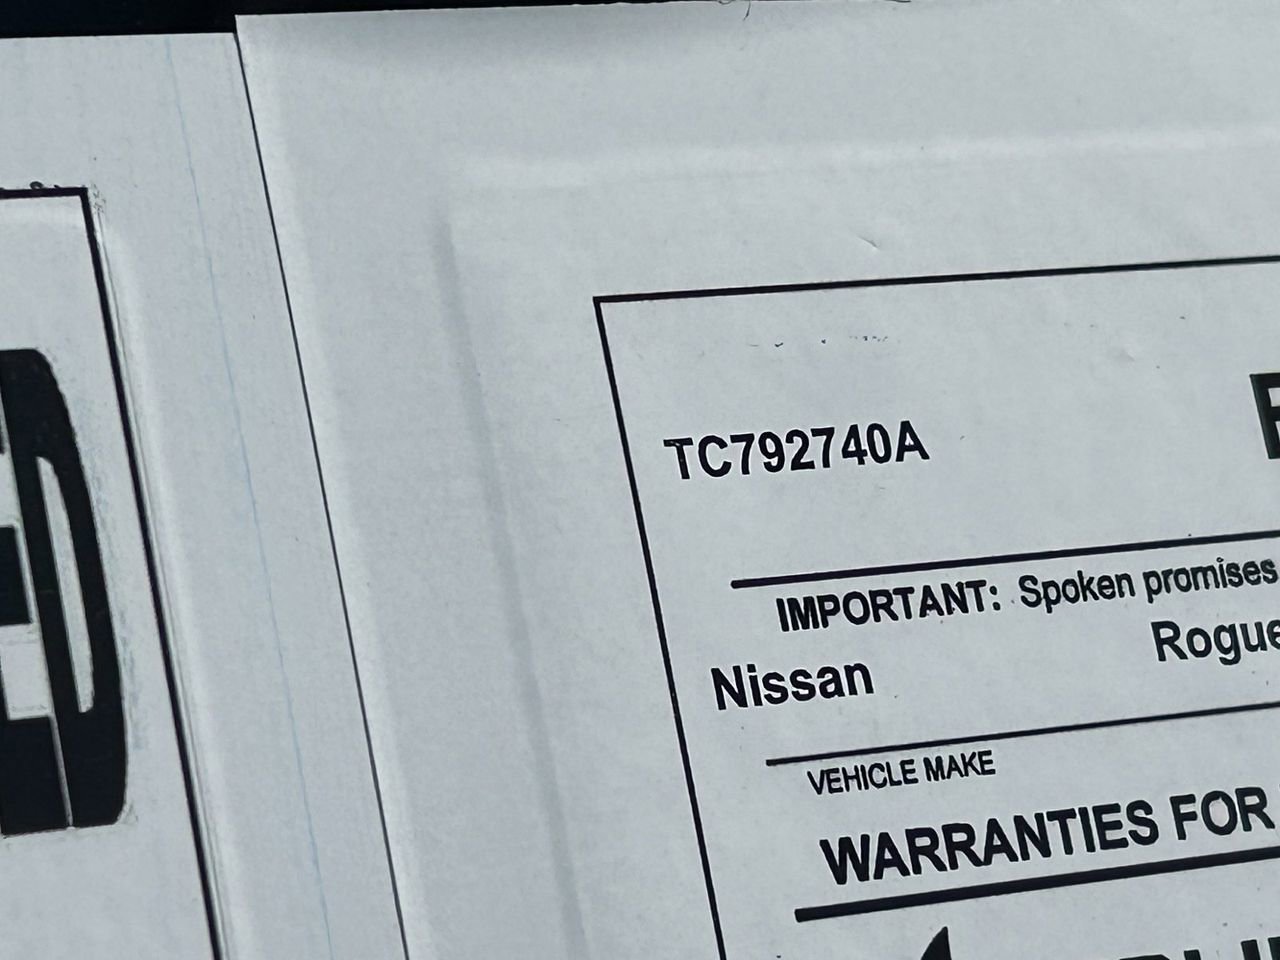 TC792740A
IMPORTANT: Spoken promises
Nissan Rogue
VEHICLE MAKE
WARRANTIES FOR